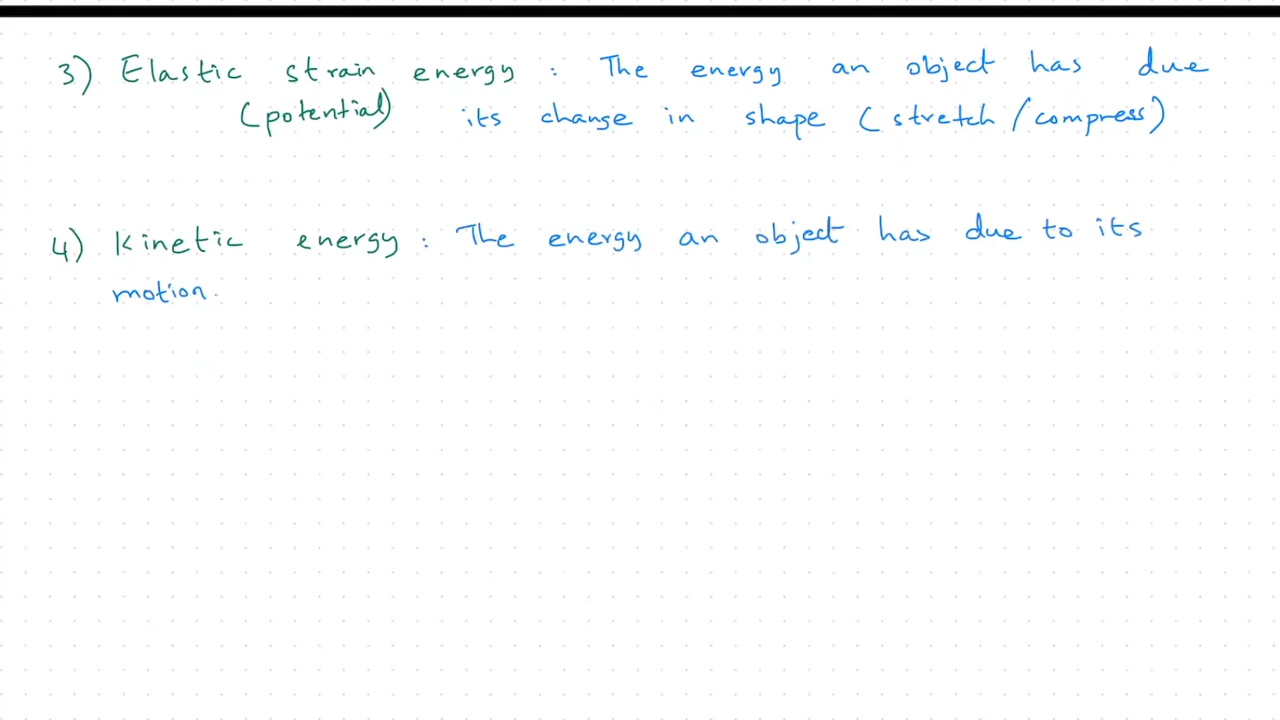 3) Elastic strain energy : The energy an object has due
(potential) its change in shape (stretch/compress)
4) Kinetic energy : The energy an object has due to its
motion.